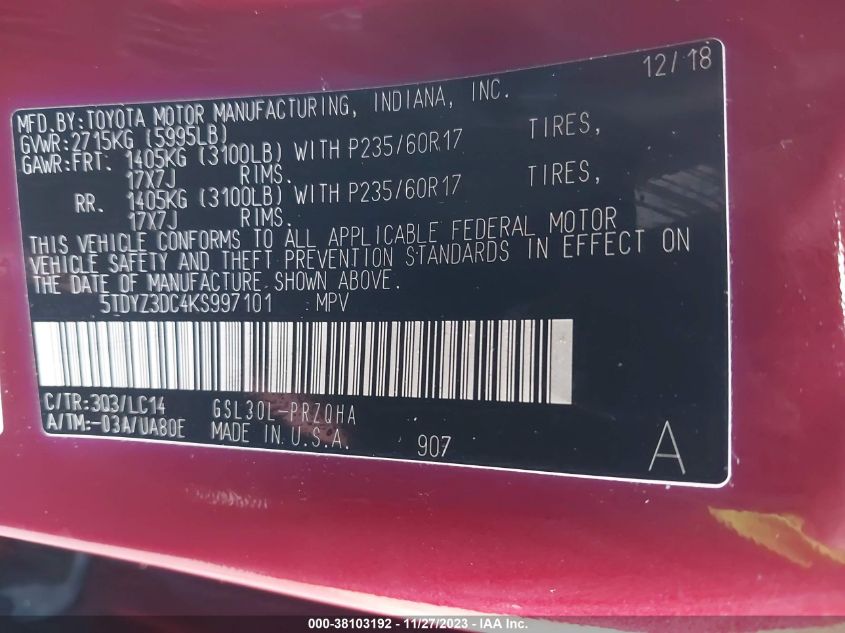 12/18
MFD.BY:TOYOTA MOTOR MANUFACTURING, INDIANA, INC.
GVWR:2715KG (5995LB)
GAWR:FRT. 1405KG (3100LB) WITH P235/60R17 TIRES,
17X7J RIMS.
RR. 1405KG (3100LB) WITH P235/60R17 TIRES,
17X7J RIMS.
THIS VEHICLE CONFORMS TO ALL APPLICABLE FEDERAL MOTOR
VEHICLE SAFETY AND THEFT PREVENTION STANDARDS IN EFFECT ON
THE DATE OF MANUFACTURE SHOWN ABOVE.
5TDYZ3DC4KS997101 MPV
C/TR:3Q3/LC14 GSL30L-PRZQHA
A/TM:-03A/UA80E MADE IN U.S.A. 907 A
000-38103192 - 11/27/2023 - IAA Inc.